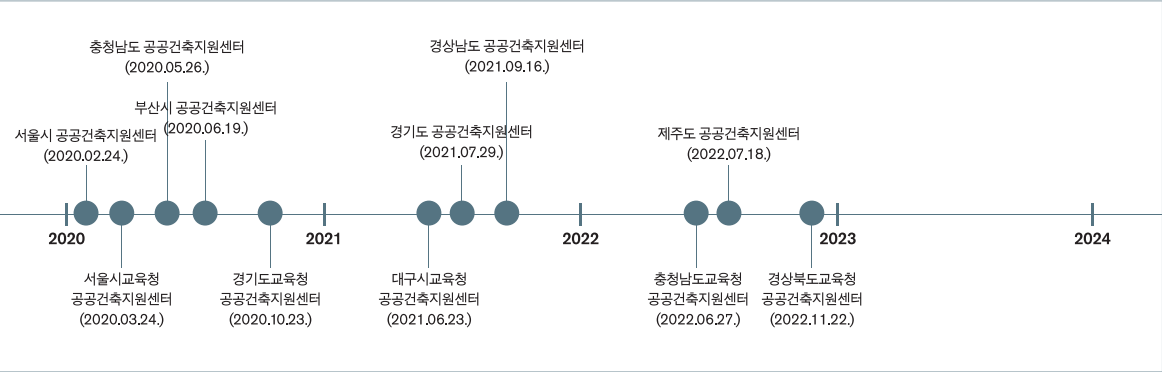 충청남도 공공건축지원센터
(2020.05.26.)
경상남도 공공건축지원센터
(2021.09.16.)
부산시 공공건축지원센터
(2020.06.19.)
서울시 공공건축지원센터
(2020.02.24.)
경기도 공공건축지원센터
(2021.07.29.)
제주도 공공건축지원센터
(2022.07.18.)
2020
2021
2022
2023
2024
서울시교육청
공공건축지원센터
(2020.03.24.)
경기도교육청
공공건축지원센터
(2020.10.23.)
대구시교육청
공공건축지원센터
(2021.06.23.)
충청남도교육청
공공건축지원센터
(2022.06.27.)
경상북도교육청
공공건축지원센터
(2022.11.22.)